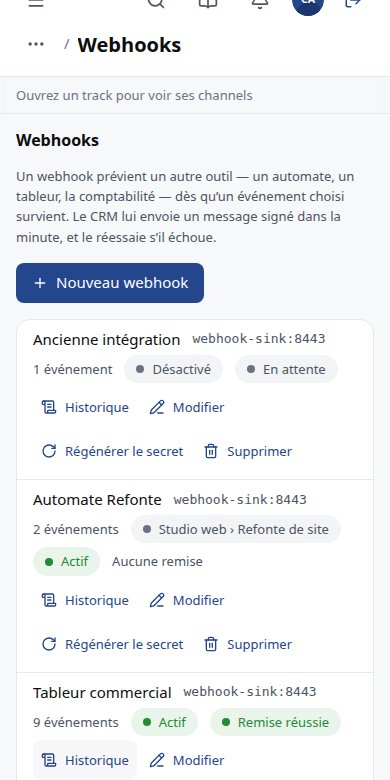 CA
… / Webhooks
Ouvrez un track pour voir ses channels
Webhooks
Un webhook prévient un autre outil — un automate, un
tableur, la comptabilité — dès qu’un événement choisi
survient. Le CRM lui envoie un message signé dans la
minute, et le réessaie s’il échoue.
+ Nouveau webhook
Ancienne intégration webhook-sink:8443
1 événement Désactivé En attente
Historique Modifier
Régénérer le secret Supprimer
Automate Refonte webhook-sink:8443
2 événements Studio web › Refonte de site
Actif Aucune remise
Historique Modifier
Régénérer le secret Supprimer
Tableur commercial webhook-sink:8443
9 événements Actif Remise réussie
Historique Modifier